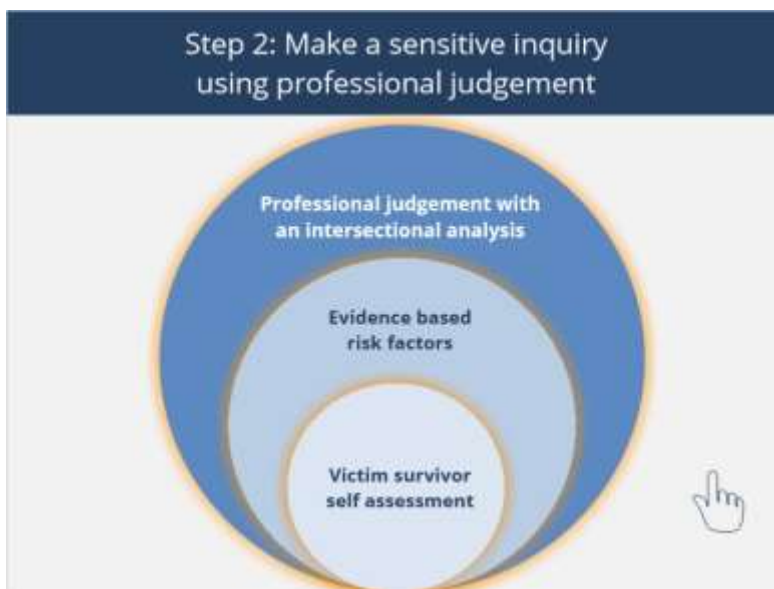 Step 2: Make a sensitive inquiry
using professional judgement
Professional judgement with
an intersectional analysis
Evidence based
risk factors
Victim survivor
self assessment